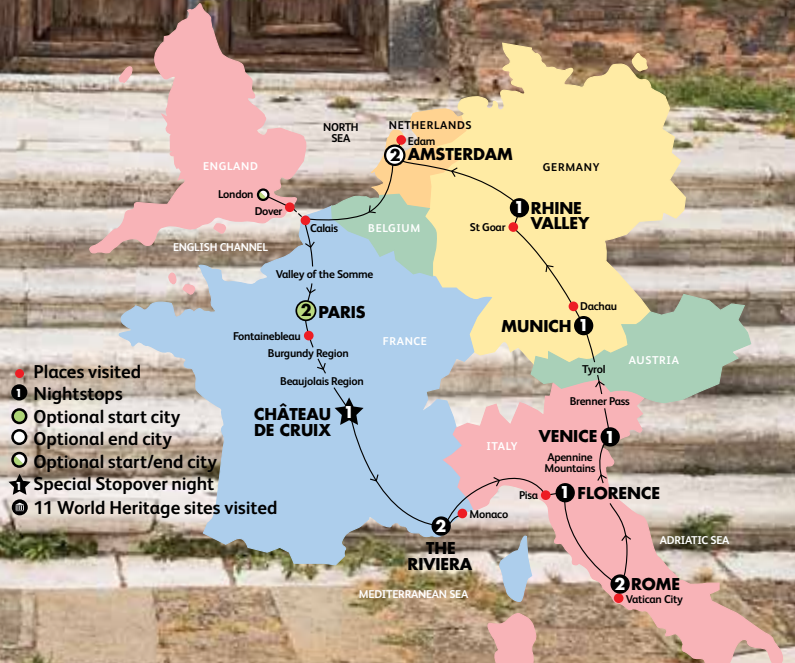 NORTH
SEA
NETHERLANDS
Edam
2 AMSTERDAM
ENGLAND
GERMANY
London
Dover
1 RHINE
VALLEY
St Goar
Calais
BELGIUM
ENGLISH CHANNEL
Valley of the Somme
2 PARIS
Dachau
MUNICH 1
Fontainebleau
FRANCE
Burgundy Region
AUSTRIA
Tyrol
Beaujolais Region
Brenner Pass
CHÂTEAU
DE CRUIX
1
VENICE 1
ITALY
Apennine
Mountains
Pisa
1 FLORENCE
Monaco
2
THE
RIVIERA
ADRIATIC SEA
2 ROME
Vatican City
MEDITERRANEAN SEA
Places visited
1 Nightstops
Optional start city
Optional end city
Optional start/end city
1 Special Stopover night
11 World Heritage sites visited